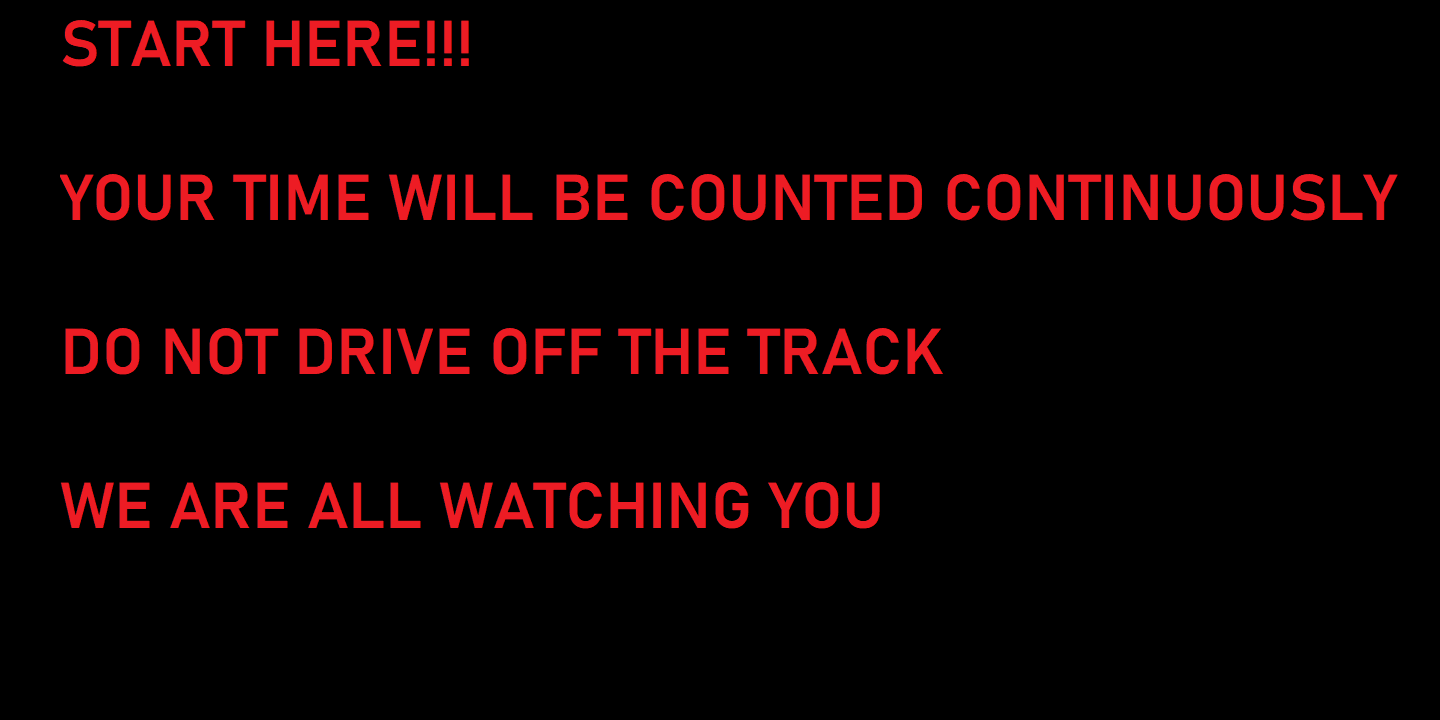 START HERE!!!
YOUR TIME WILL BE COUNTED CONTINUOUSLY
DO NOT DRIVE OFF THE TRACK
WE ARE ALL WATCHING YOU